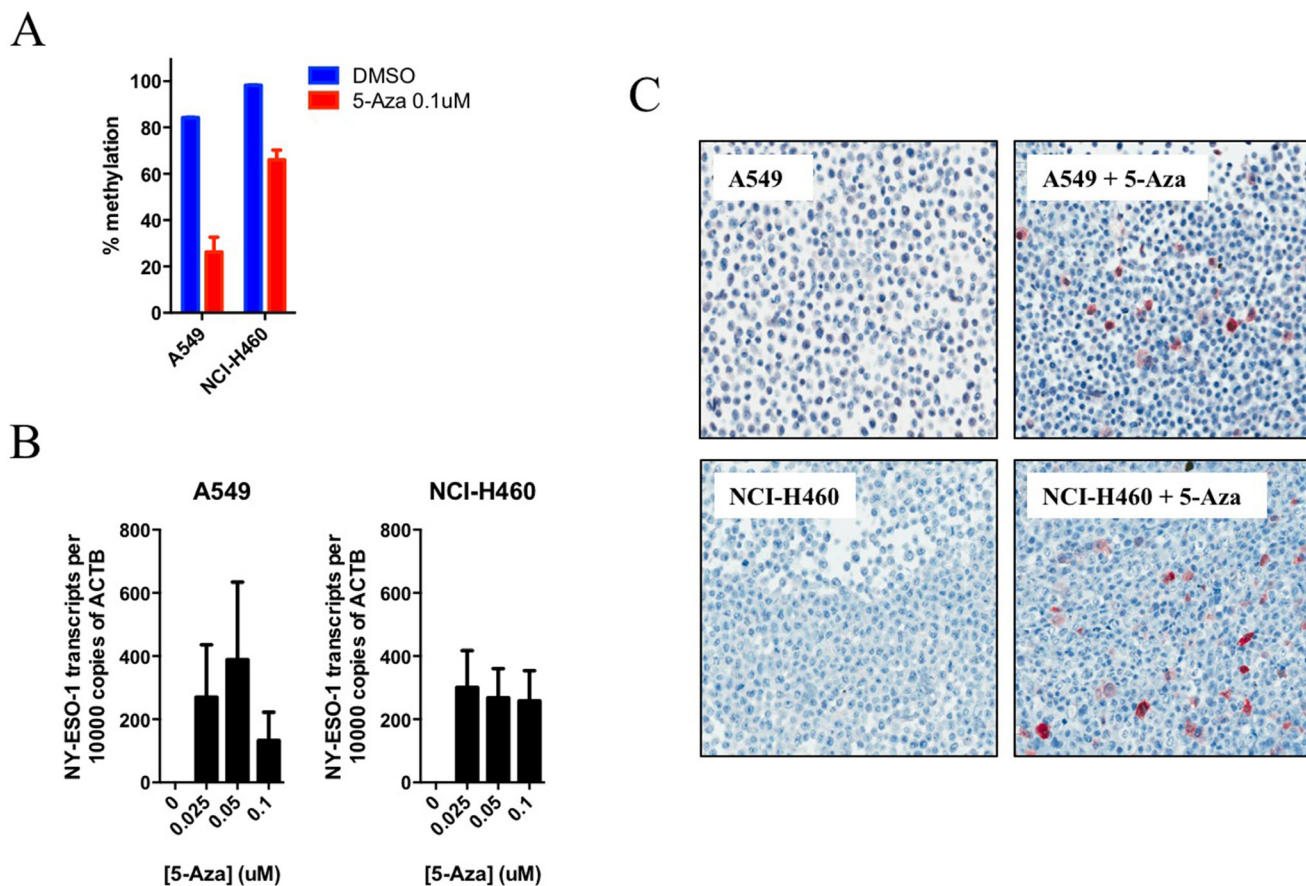 A
% methylation
100
80
60
40
20
0
A549
NCI-H460
DMSO
5-Aza 0.1uM
B
A549
NY-ESO-1 transcripts per
10000 copies of ACTB
800
600
400
200
0
0
0.025
0.05
0.1
[5-Aza] (uM)
NCI-H460
NY-ESO-1 transcripts per
10000 copies of ACTB
800
600
400
200
0
0
0.025
0.05
0.1
[5-Aza] (uM)
C
A549
A549 + 5-Aza
NCI-H460
NCI-H460 + 5-Aza